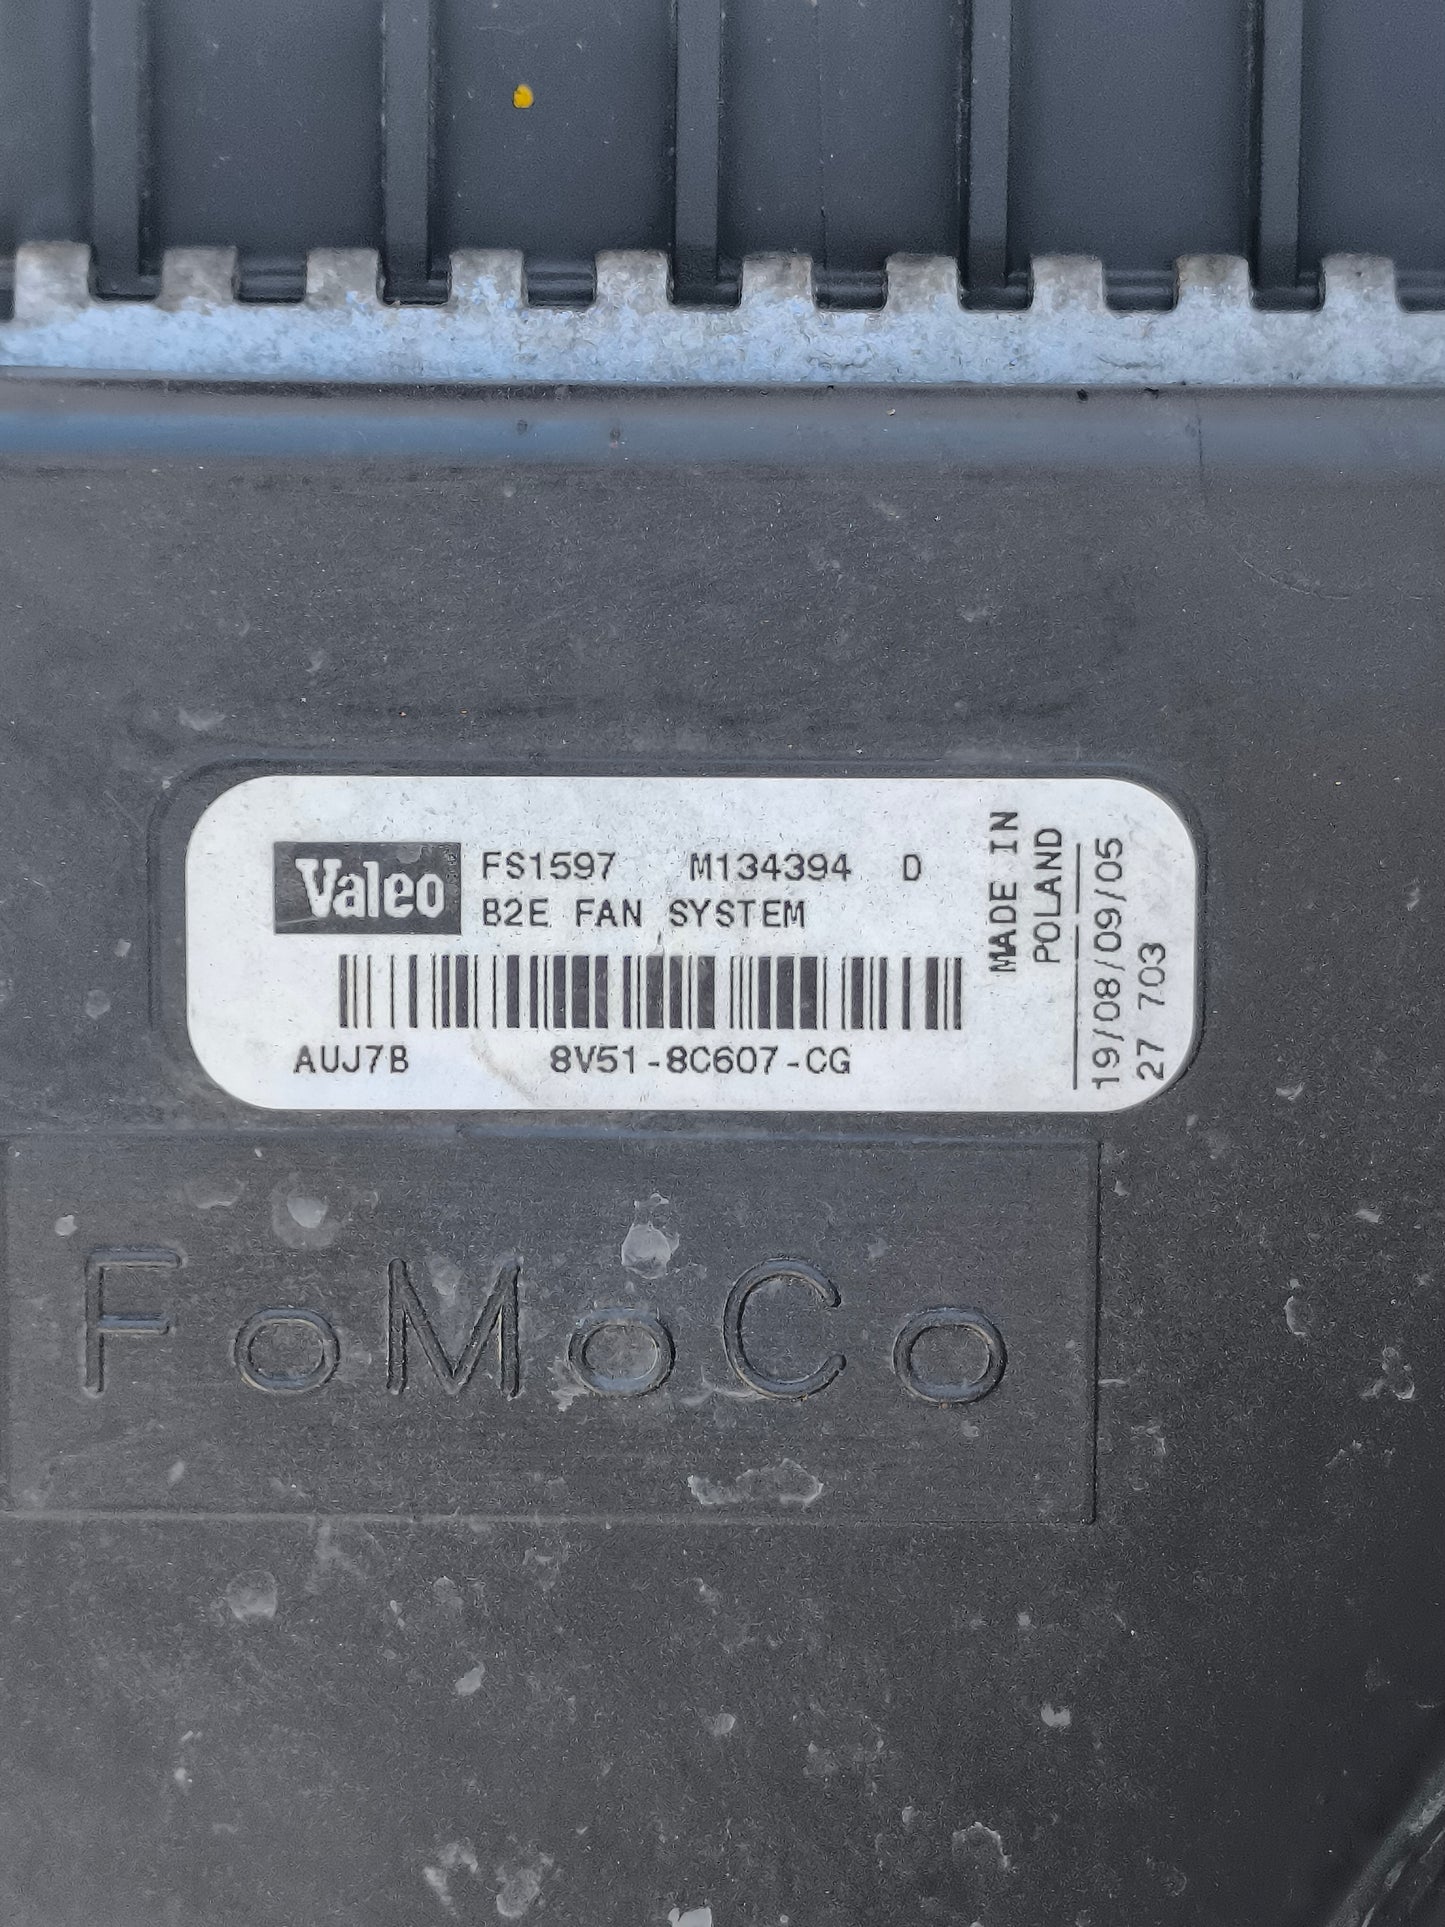 Valeo FS1597 M134394 D
B2E FAN SYSTEM
AUJ7B 8V51-8C607-CG
MADE IN
POLAND
19/08/09/05
27 703
FoMoCo